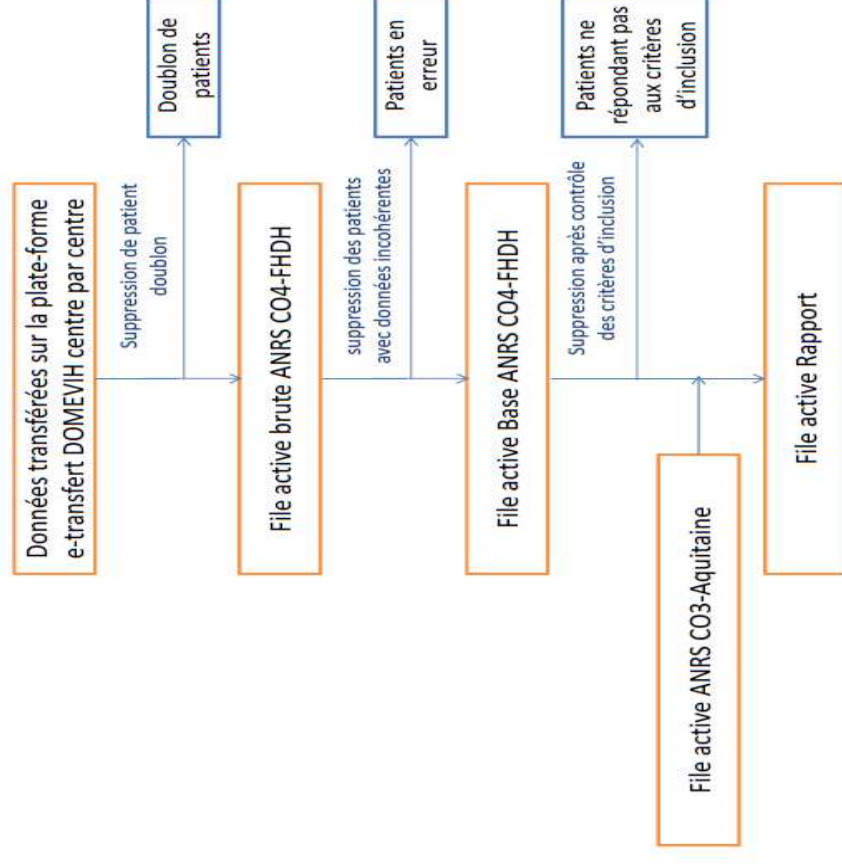 Données transférées sur la plate-forme
e-transfert DOMEVIH centre par centre
Suppression de patient
doublon
Doublon de
patients
File active brute ANRS CO4-FHDH
suppression des patients
avec données incohérentes
Patients en
erreur
File active Base ANRS CO4-FHDH
Suppression après contrôle
des critères d'inclusion
Patients ne
répondant pas
aux critères
d'inclusion
File active ANRS CO3-Aquitaine
File active Rapport